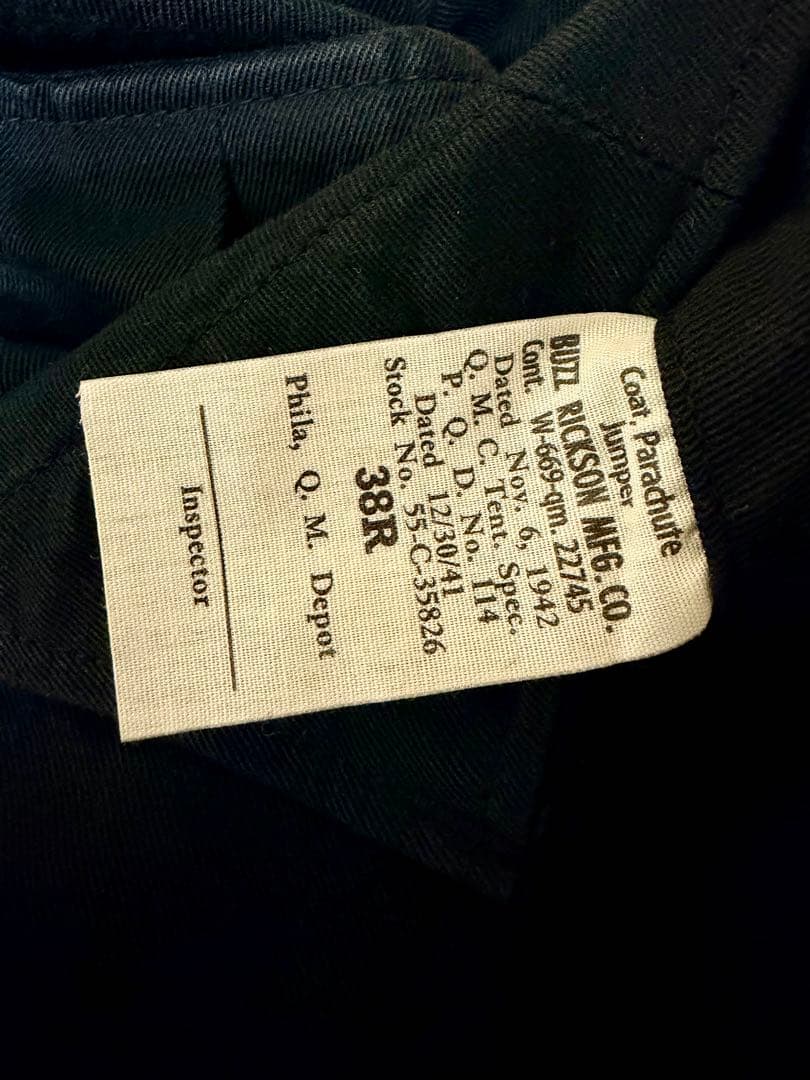 Coat, Parachute
Jumper
BUZZ RICKSON MFG. CO.
Cont. W-669-qm. 22745
Dated Nov. 6, 1942
Q. M. C. Tent. Spec.
P. Q. D. No. 114
Dated 12/30/41
Stock No. 55-C-35826
38R
Phila, Q. M. Depot
Inspector